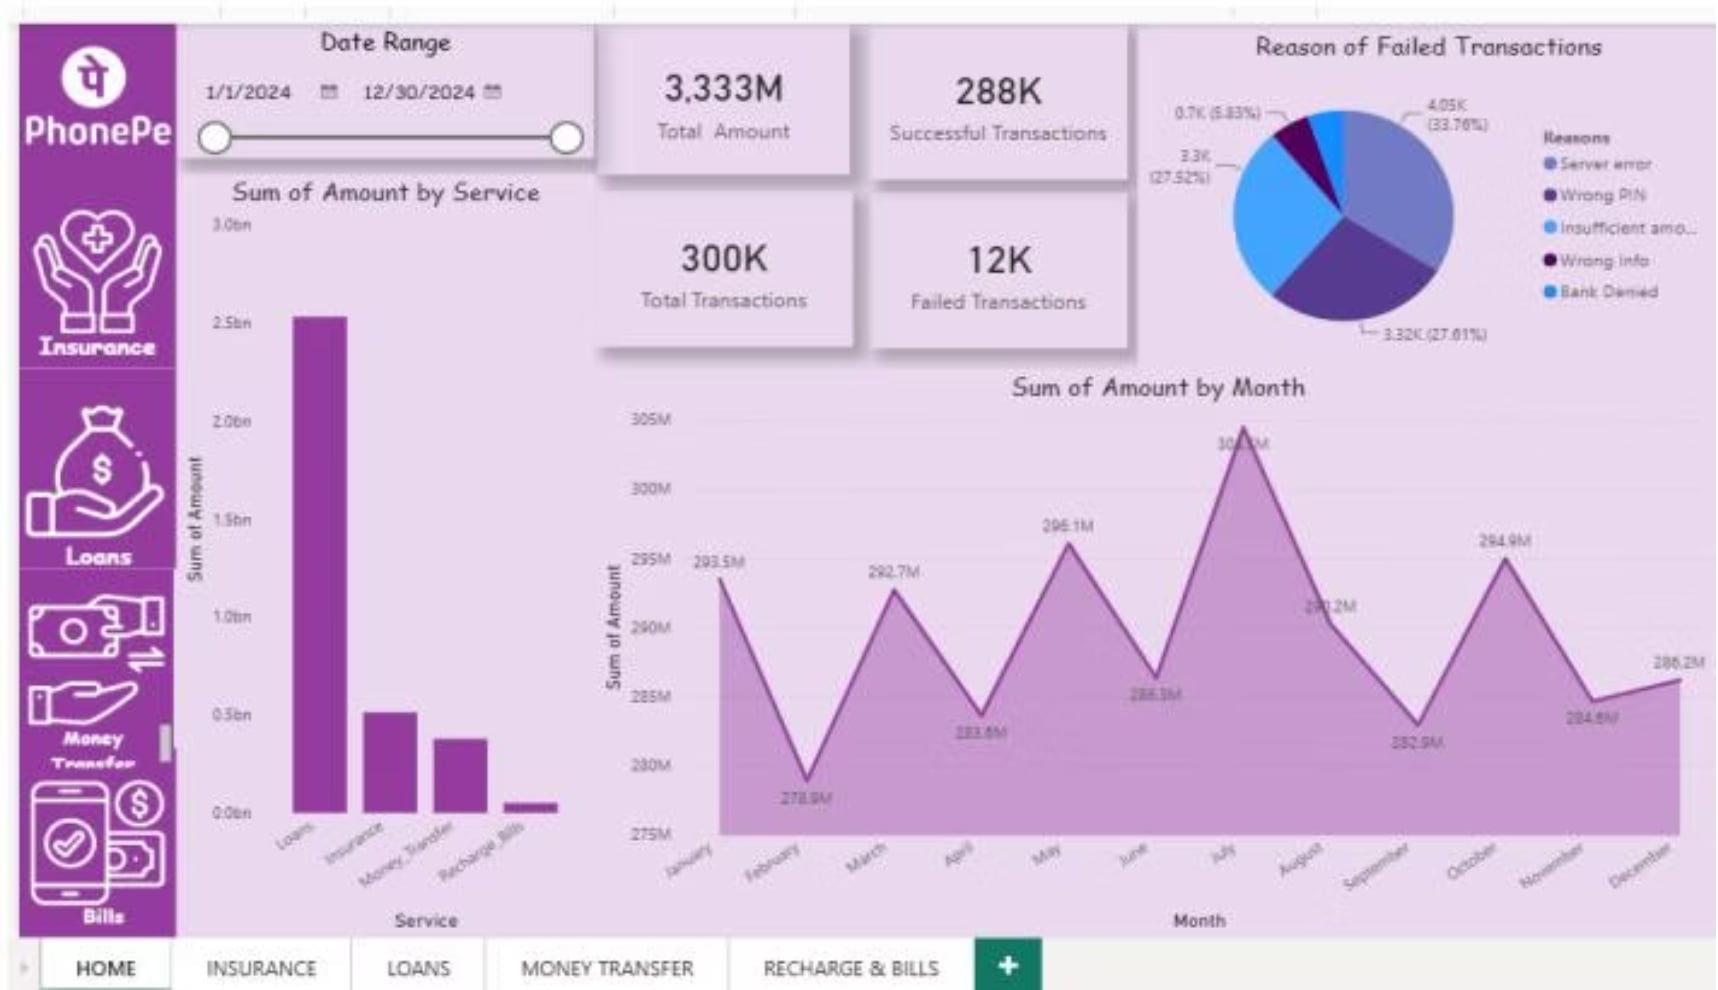 पे
PhonePe
Insurance
Loans
Money
Transfer
Bills
Date Range
1/1/2024
12/30/2024
3,333M
Total Amount
288K
Successful Transactions
300K
Total Transactions
12K
Failed Transactions
Reason of Failed Transactions
0.7K (5.83%)
3.3K
(27.52%)
4.05K
(33.76%)
3.32K (27.61%)
Reasons
Server error
Wrong PIN
Insufficient amo...
Wrong Info
Bank Denied
Sum of Amount by Service
Sum of Amount
3.0bn
2.5bn
2.0bn
1.5bn
1.0bn
0.5bn
0.0bn
Loans
Insurance
Money_Transfer
Recharge_Bills
Service
Sum of Amount by Month
Sum of Amount
305M
300M
295M
290M
285M
280M
275M
293.5M
278.9M
292.7M
283.6M
296.1M
286.3M
290.2M
282.9M
294.9M
284.6M
286.2M
January
February
March
April
May
June
July
August
September
October
November
December
Month
HOME
INSURANCE
LOANS
MONEY TRANSFER
RECHARGE & BILLS
+